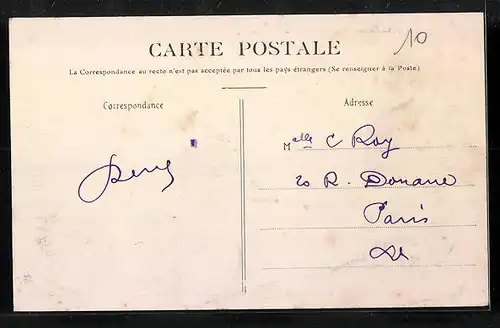 10
CARTE POSTALE
La Correspondance au recto n'est pas acceptée par tous les pays étrangers (Se renseigner à la Poste)
Correspondance
Adresse
Melle C Roy
20 R. Douane
Paris